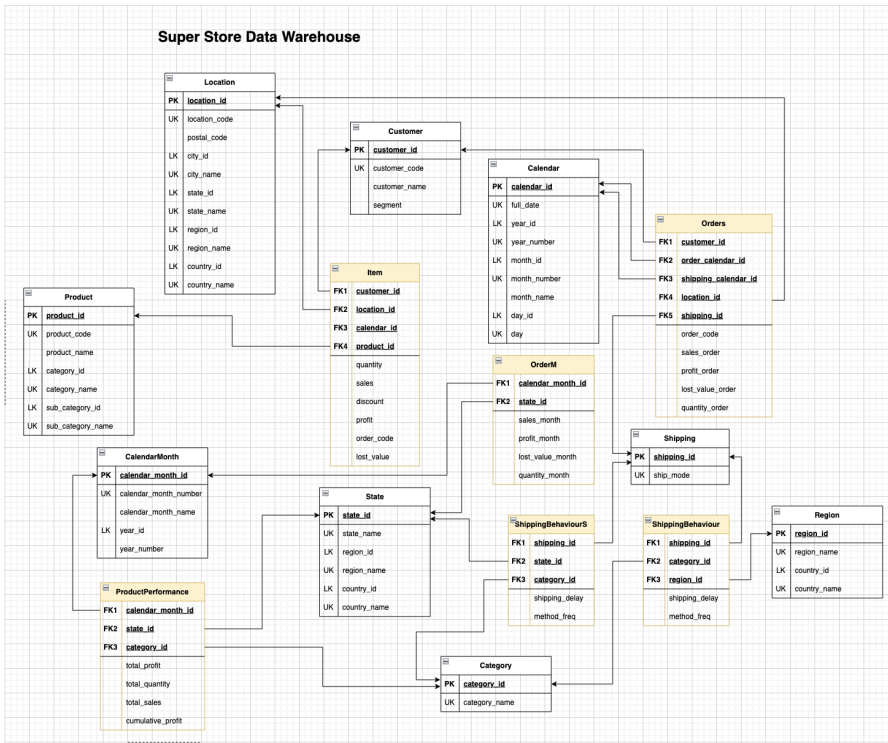 Super Store Data Warehouse
Location
PK location_id
UK location_code
postal_code
LK city_id
UK city_name
LK state_id
UK state_name
LK region_id
UK region_name
LK country_id
UK country_name
Customer
PK customer_id
UK customer_code
customer_name
segment
Calendar
PK calendar_id
UK full_date
LK year_id
UK year_number
LK month_id
UK month_number
month_name
LK day_id
UK day
Orders
FK1 customer_id
FK2 order_calendar_id
FK3 shipping_calendar_id
FK4 location_id
FK5 shipping_id
order_code
sales_order
profit_order
lost_value_order
quantity_order
Item
FK1 customer_id
FK2 location_id
FK3 calendar_id
FK4 product_id
quantity
sales
discount
profit
order_code
lost_value
Product
PK product_id
UK product_code
product_name
LK category_id
UK category_name
LK sub_category_id
UK sub_category_name
OrderM
FK1 calendar_month_id
FK2 state_id
sales_month
profit_month
lost_value_month
quantity_month
Shipping
PK shipping_id
UK ship_mode
CalendarMonth
PK calendar_month_id
UK calendar_month_number
calendar_month_name
LK year_id
year_number
State
PK state_id
UK state_name
LK region_id
UK region_name
LK country_id
UK country_name
ShippingBehaviourS
FK1 shipping_id
FK2 state_id
FK3 category_id
shipping_delay
method_freq
ShippingBehaviour
FK1 shipping_id
FK2 category_id
FK3 region_id
shipping_delay
method_freq
Region
PK region_id
UK region_name
LK country_id
UK country_name
ProductPerformance
FK1 calendar_month_id
FK2 state_id
FK3 category_id
total_profit
total_quantity
total_sales
cumulative_profit
Category
PK category_id
UK category_name